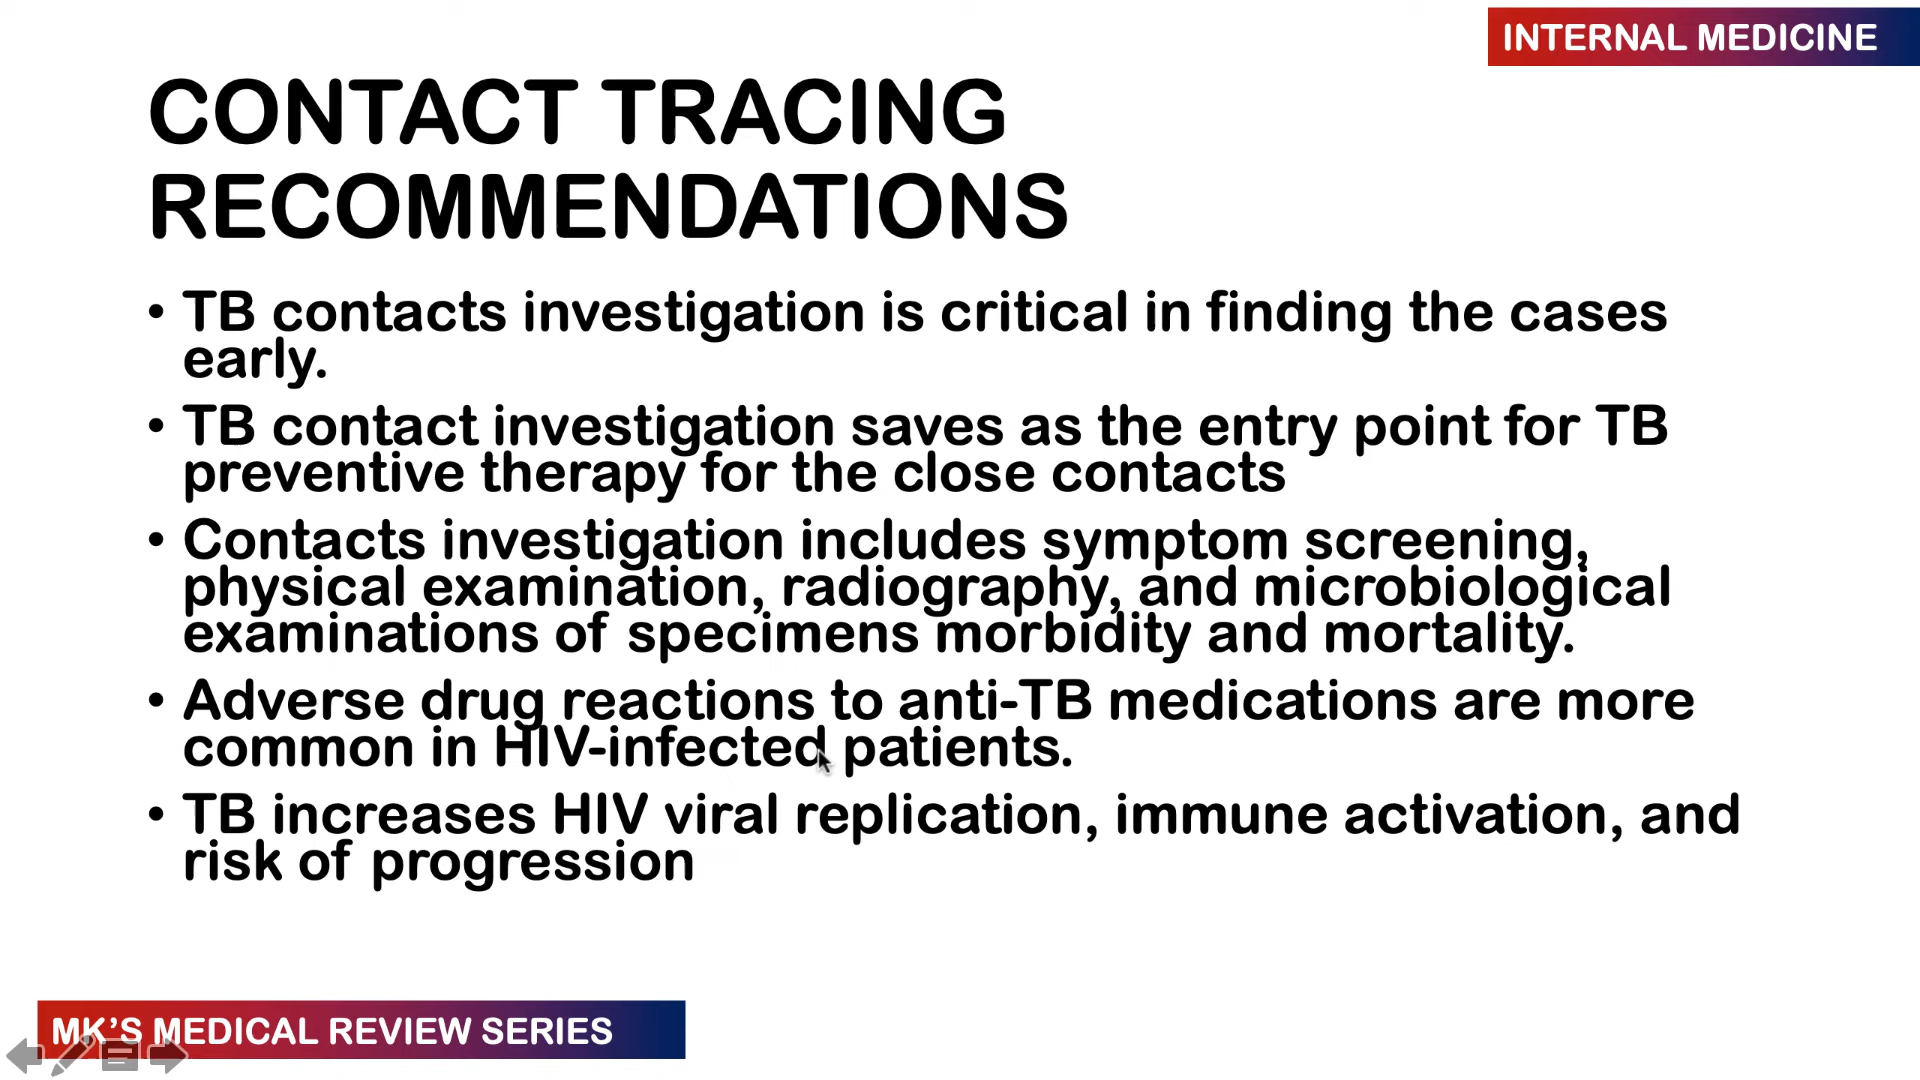 INTERNAL MEDICINE
CONTACT TRACING
RECOMMENDATIONS
• TB contacts investigation is critical in finding the cases
early.
• TB contact investigation saves as the entry point for TB
preventive therapy for the close contacts
• Contacts investigation includes symptom screening,
physical examination, radiography, and microbiological
examinations of specimens morbidity and mortality.
• Adverse drug reactions to anti-TB medications are more
common in HIV-infected patients.
• TB increases HIV viral replication, immune activation, and
risk of progression
MK'S MEDICAL REVIEW SERIES